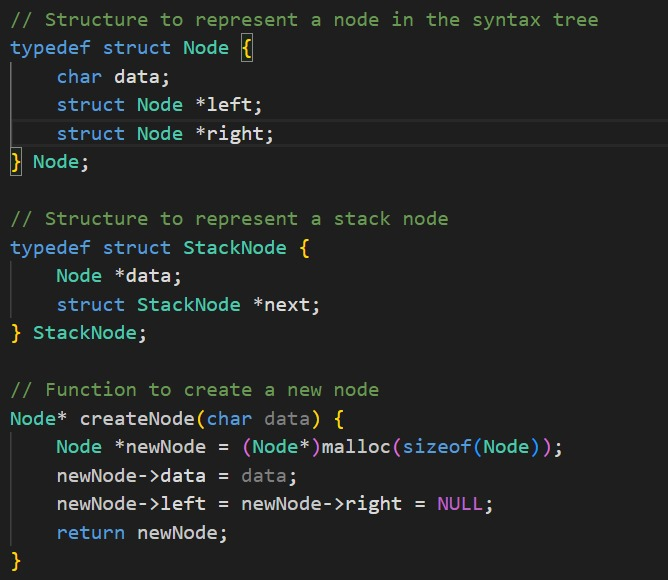 // Structure to represent a node in the syntax tree
typedef struct Node {
    char data;
    struct Node *left;
    struct Node *right;
} Node;

// Structure to represent a stack node
typedef struct StackNode {
    Node *data;
    struct StackNode *next;
} StackNode;

// Function to create a new node
Node* createNode(char data) {
    Node *newNode = (Node*)malloc(sizeof(Node));
    newNode->data = data;
    newNode->left = newNode->right = NULL;
    return newNode;
}